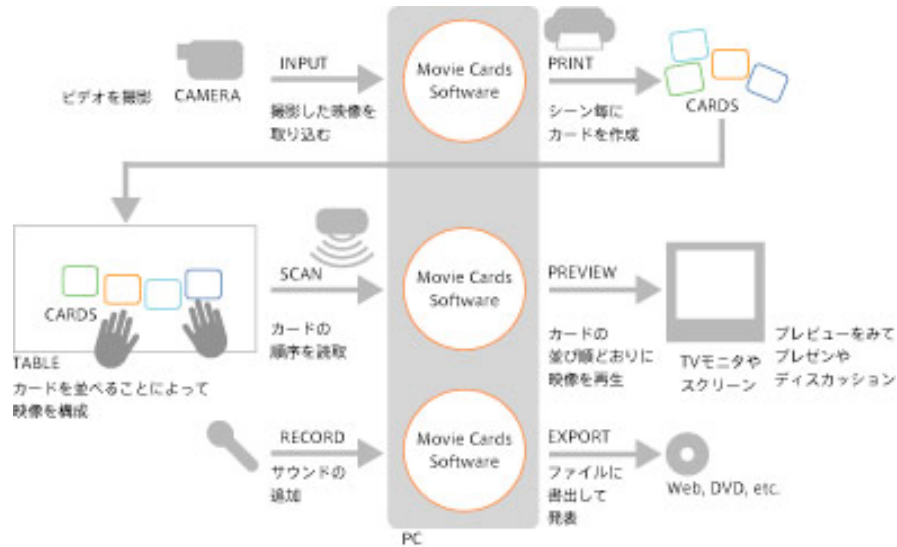 ビデオを撮影
CAMERA
INPUT
撮影した映像を
取り込む
Movie Cards
Software
PRINT
シーン毎に
カードを作成
CARDS
CARDS
TABLE
カードを並べることによって
映像を構成
SCAN
カードの
順序を読取
Movie Cards
Software
PREVIEW
カードの
並び順どおりに
映像を再生
TVモニタや
スクリーン
プレビューをみて
プレゼンや
ディスカッション
RECORD
サウンドの
追加
Movie Cards
Software
EXPORT
ファイルに
書出して
発表
Web, DVD, etc.
PC